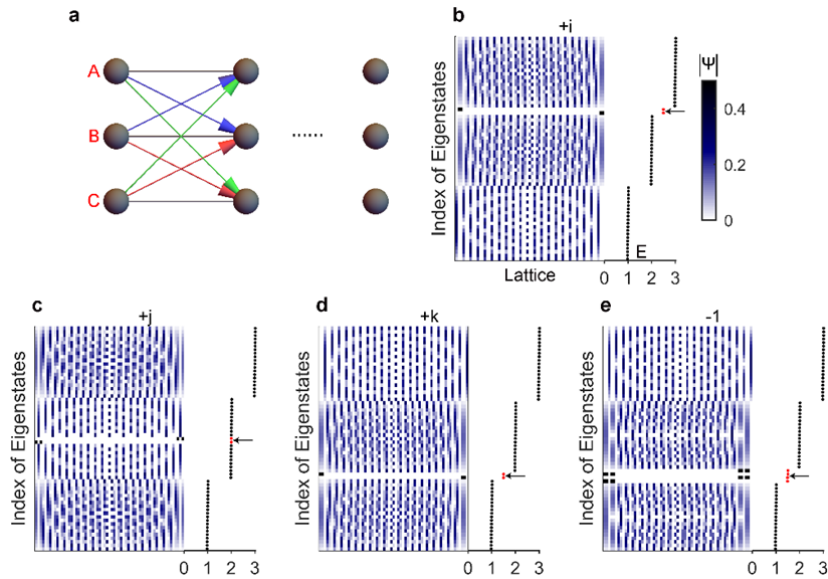 a
A
B
C
......
b
+i
Index of Eigenstates
Lattice
E
0 1 2 3
|Ψ|
0.4
0.2
0
c
+j
Index of Eigenstates
0 1 2 3
d
+k
Index of Eigenstates
0 1 2 3
e
-1
Index of Eigenstates
0 1 2 3